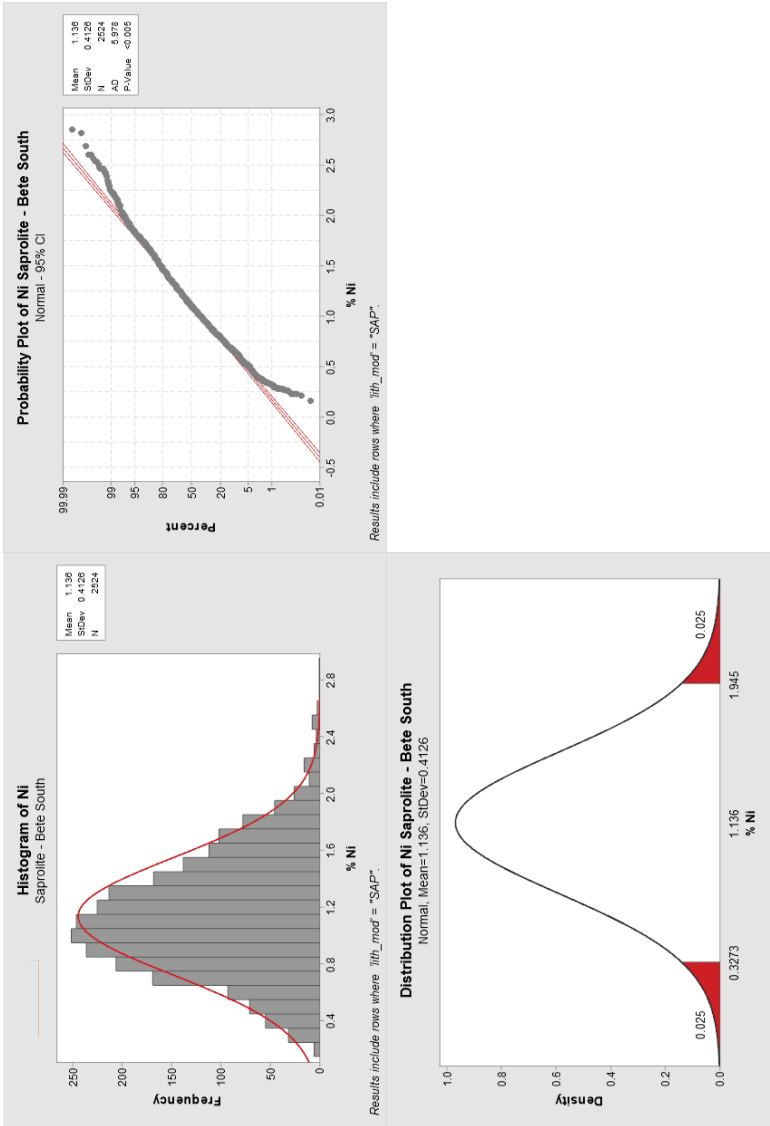 Histogram of Ni
Saprolite - Bete South
Mean 1.136
StDev 0.4126
N 2524
Frequency
250
200
150
100
50
0
0.4 0.8 1.2 1.6 2.0 2.4 2.8
% Ni
Results include rows where 'lith_mod' = "SAP".
Probability Plot of Ni Saprolite - Bete South
Normal - 95% CI
Mean 1.136
StDev 0.4126
N 2524
AD 5.978
P-Value <0.005
Percent
99.99
99
95
80
50
20
5
1
0.01
-0.5 0.0 0.5 1.0 1.5 2.0 2.5 3.0
% Ni
Results include rows where 'lith_mod' = "SAP".
Distribution Plot of Ni Saprolite - Bete South
Normal, Mean=1.136, StDev=0.4126
Density
1.0
0.8
0.6
0.4
0.2
0.0
0.025
0.025
0.3273 1.136 1.945
% Ni